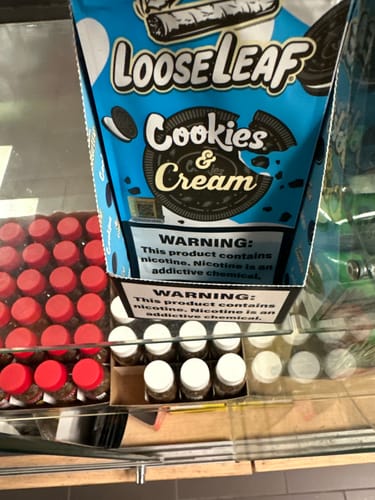 LOOSELEAF
Cookies
&
Cream
WARNING:
This product contains
nicotine. Nicotine is an
addictive chemical.
WARNING:
This product contains
nicotine. Nicotine is an
addictive chemical.